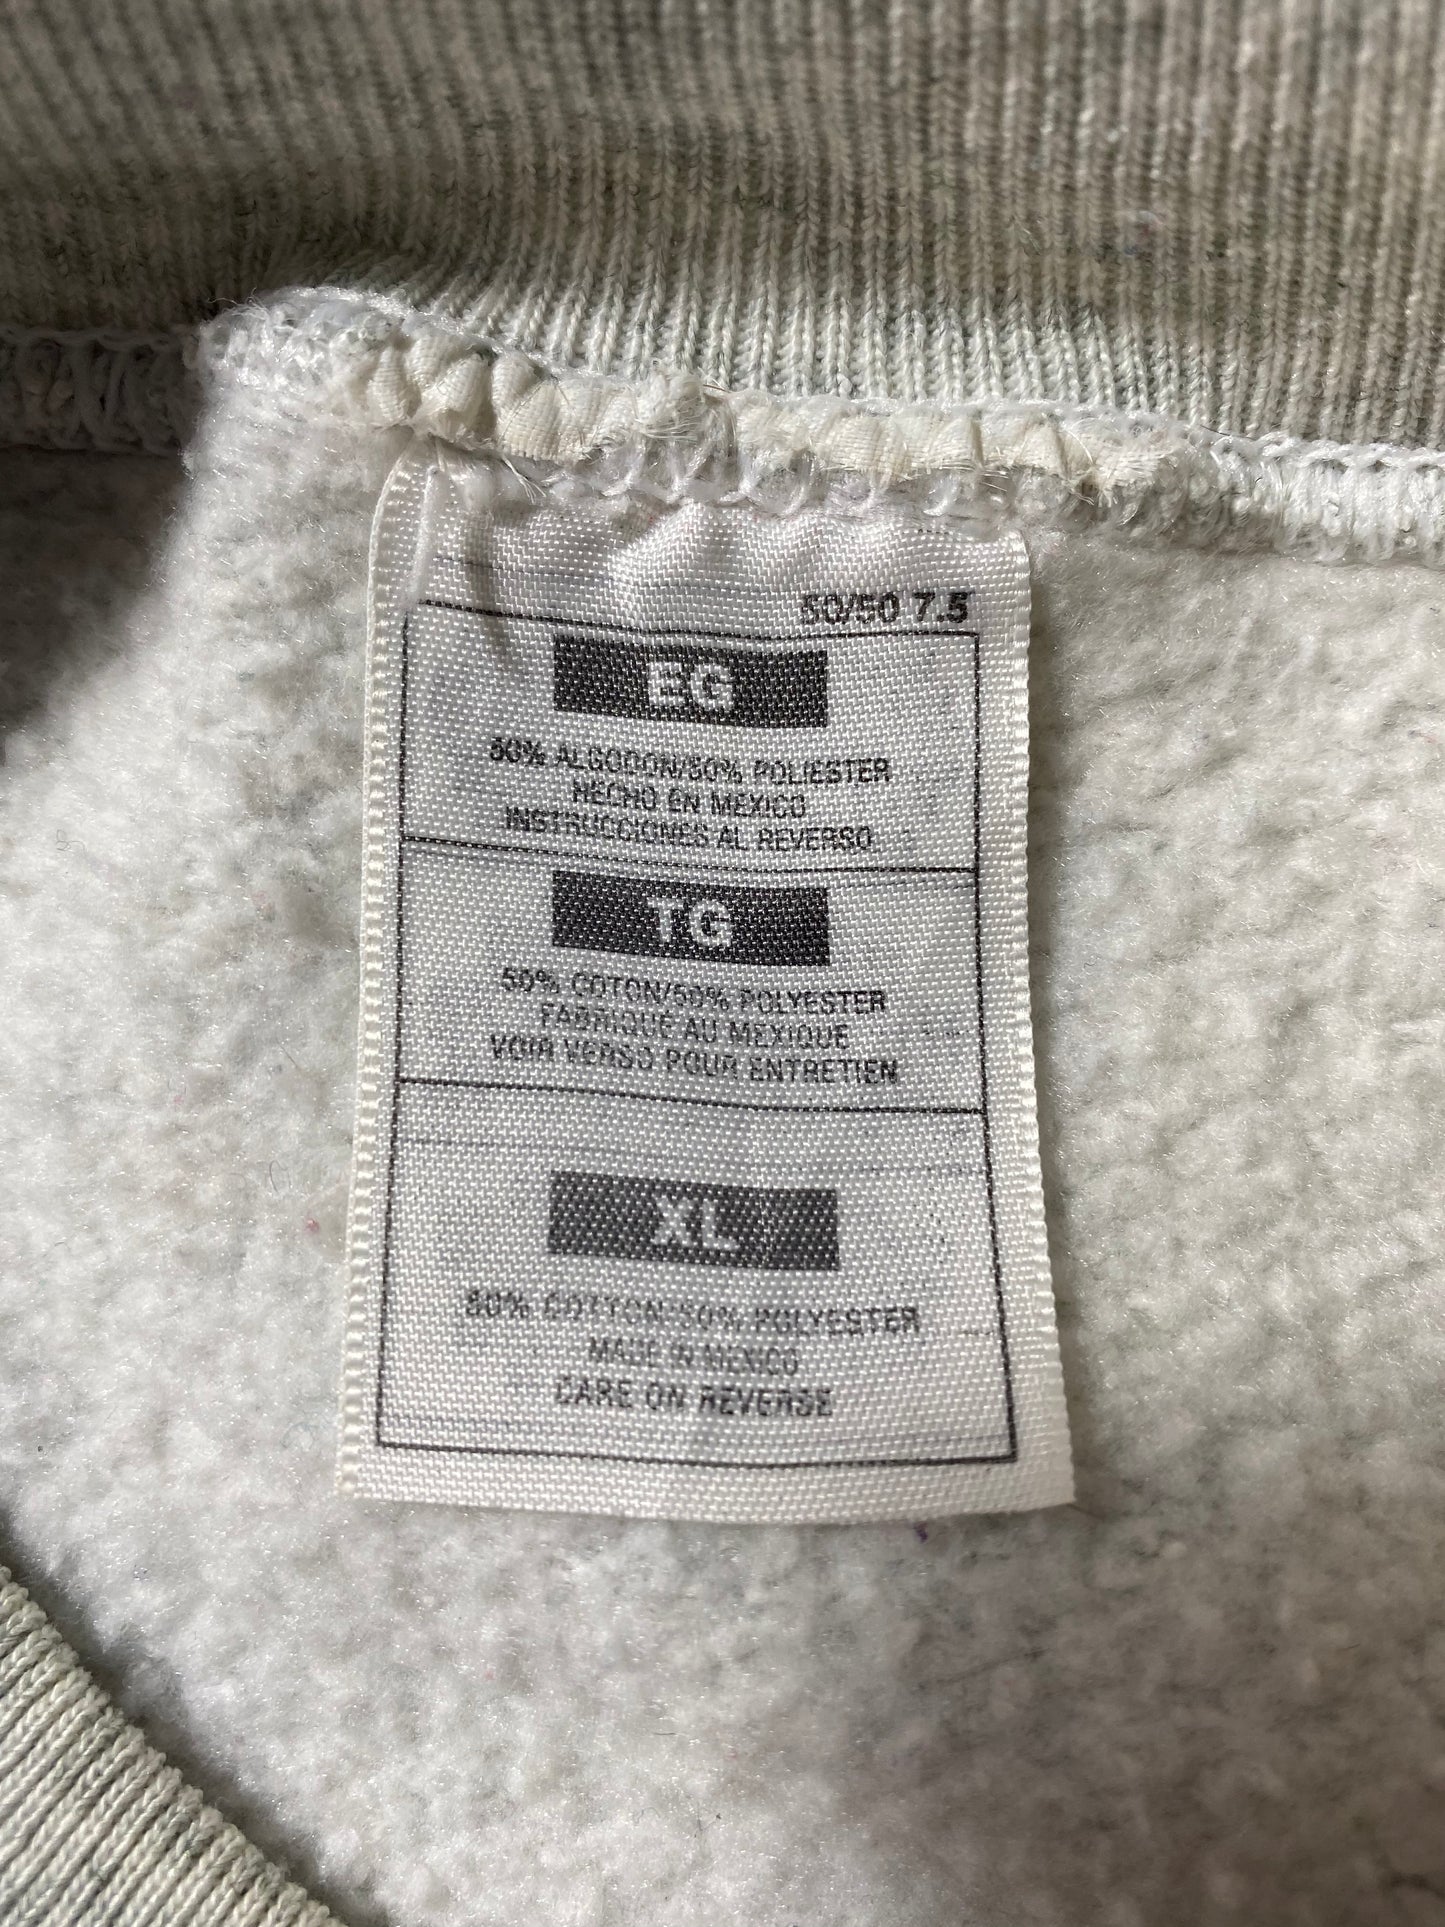 50/50 7.5
EG
50% ALGODON/50% POLIESTER
HECHO EN MEXICO
INSTRUCCIONES AL REVERSO
TG
50% COTON/50% POLYESTER
FABRIQUÉ AU MEXIQUE
VOIR VERSO POUR ENTRETIEN
XL
50% COTTON/50% POLYESTER
MADE IN MEXICO
CARE ON REVERSE